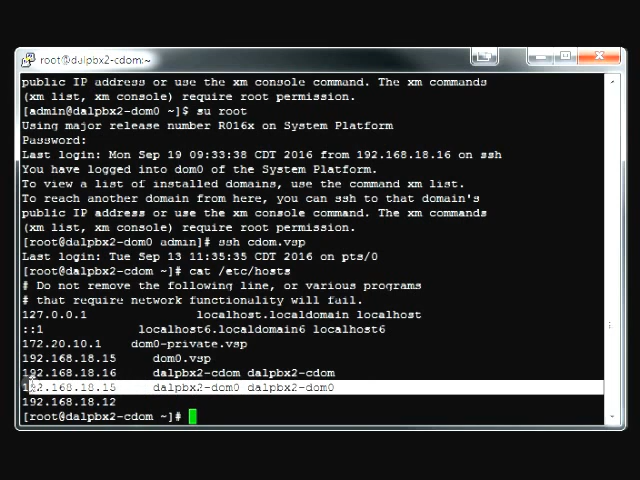 root@dalpbx2-cdom:~
public IP address or use the xm console command. The xm commands
(xm list, xm console) require root permission.
[admin@dalpbx2-dom0 ~]$ su root
Using major release number R016x on System Platform
Password:
Last login: Mon Sep 19 09:33:38 CDT 2016 from 192.168.18.16 on ssh
You have logged into dom0 of the System Platform.
To view a list of installed domains, use the command xm list.
To reach another domain from here, you can ssh to that domain's
public IP address or use the xm console command. The xm commands
(xm list, xm console) require root permission.
[root@dalpbx2-dom0 admin]# ssh cdom.vsp
Last login: Tue Sep 13 11:35:35 CDT 2016 on pts/0
[root@dalpbx2-cdom ~]# cat /etc/hosts
# Do not remove the following line, or various programs
# that require network functionality will fail.
127.0.0.1 localhost.localdomain localhost
::1 localhost6.localdomain6 localhost6
172.20.10.1 dom0-private.vsp
192.168.18.15 dom0.vsp
192.168.18.16 dalpbx2-cdom dalpbx2-cdom
192.168.18.15 dalpbx2-dom0 dalpbx2-dom0
192.168.18.12
[root@dalpbx2-cdom ~]#